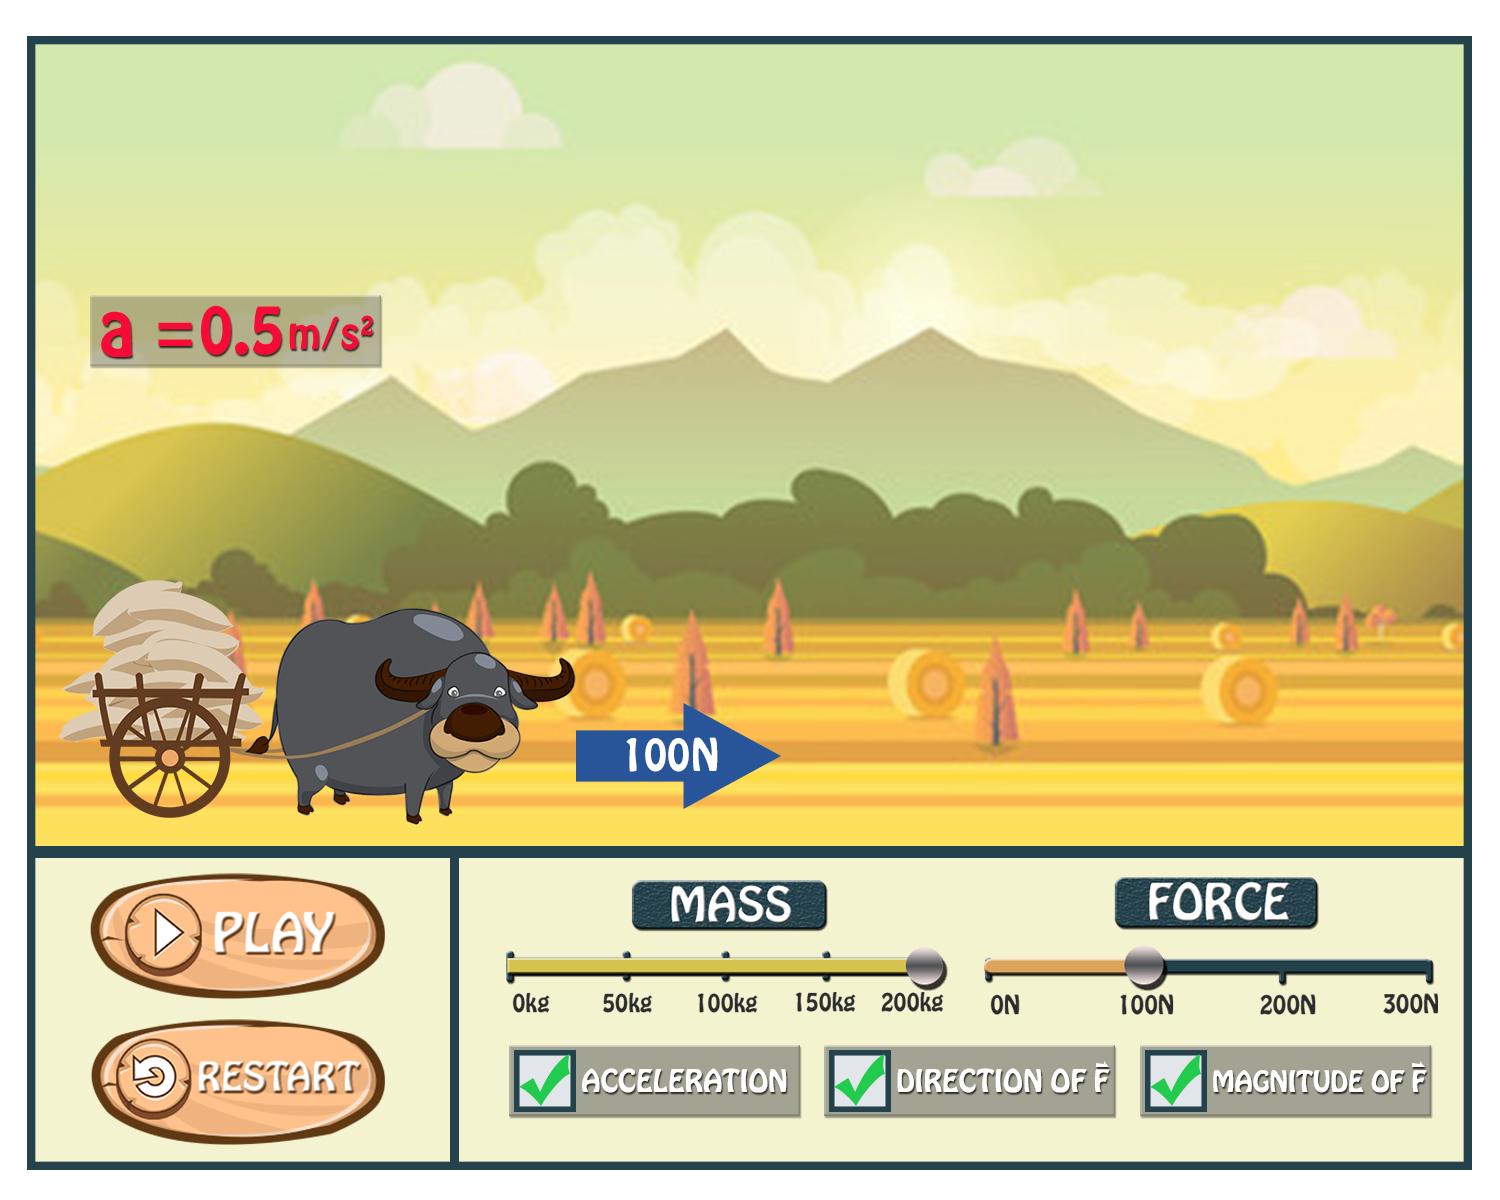 a =0.5 m/s²
100N
PLAY
RESTART
MASS
0kg 50kg 100kg 150kg 200kg
FORCE
0N 100N 200N 300N
ACCELERATION
DIRECTION OF F⃗
MAGNITUDE OF F⃗